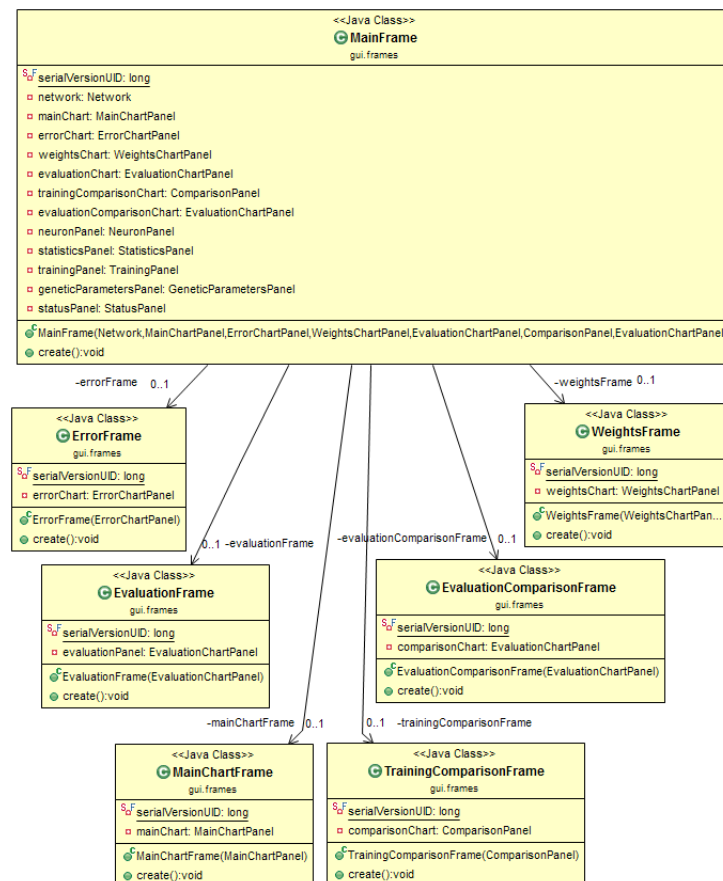 <<Java Class>>
MainFrame
gui.frames
serialVersionUID: long
network: Network
mainChart: MainChartPanel
errorChart: ErrorChartPanel
weightsChart: WeightsChartPanel
evaluationChart: EvaluationChartPanel
trainingComparisonChart: ComparisonPanel
evaluationComparisonChart: EvaluationChartPanel
neuronPanel: NeuronPanel
statisticsPanel: StatisticsPanel
trainingPanel: TrainingPanel
geneticParametersPanel: GeneticParametersPanel
statusPanel: StatusPanel
MainFrame(Network,MainChartPanel,ErrorChartPanel,WeightsChartPanel,EvaluationChartPanel,ComparisonPanel,EvaluationChartPanel
create():void
-errorFrame 0..1
-weightsFrame 0..1
<<Java Class>>
ErrorFrame
gui.frames
serialVersionUID: long
errorChart: ErrorChartPanel
ErrorFrame(ErrorChartPanel)
create():void
<<Java Class>>
WeightsFrame
gui.frames
serialVersionUID: long
weightsChart: WeightsChartPanel
WeightsFrame(WeightsChartPan...
create():void
0..1 -evaluationFrame
-evaluationComparisonFrame 0..1
<<Java Class>>
EvaluationFrame
gui.frames
serialVersionUID: long
evaluationPanel: EvaluationChartPanel
EvaluationFrame(EvaluationChartPanel)
create():void
<<Java Class>>
EvaluationComparisonFrame
gui.frames
serialVersionUID: long
comparisonChart: EvaluationChartPanel
EvaluationComparisonFrame(EvaluationChartPanel)
create():void
-mainChartFrame 0..1
0..1 -trainingComparisonFrame
<<Java Class>>
MainChartFrame
gui.frames
serialVersionUID: long
mainChart: MainChartPanel
MainChartFrame(MainChartPanel)
create():void
<<Java Class>>
TrainingComparisonFrame
gui.frames
serialVersionUID: long
comparisonChart: ComparisonPanel
TrainingComparisonFrame(ComparisonPanel)
create():void